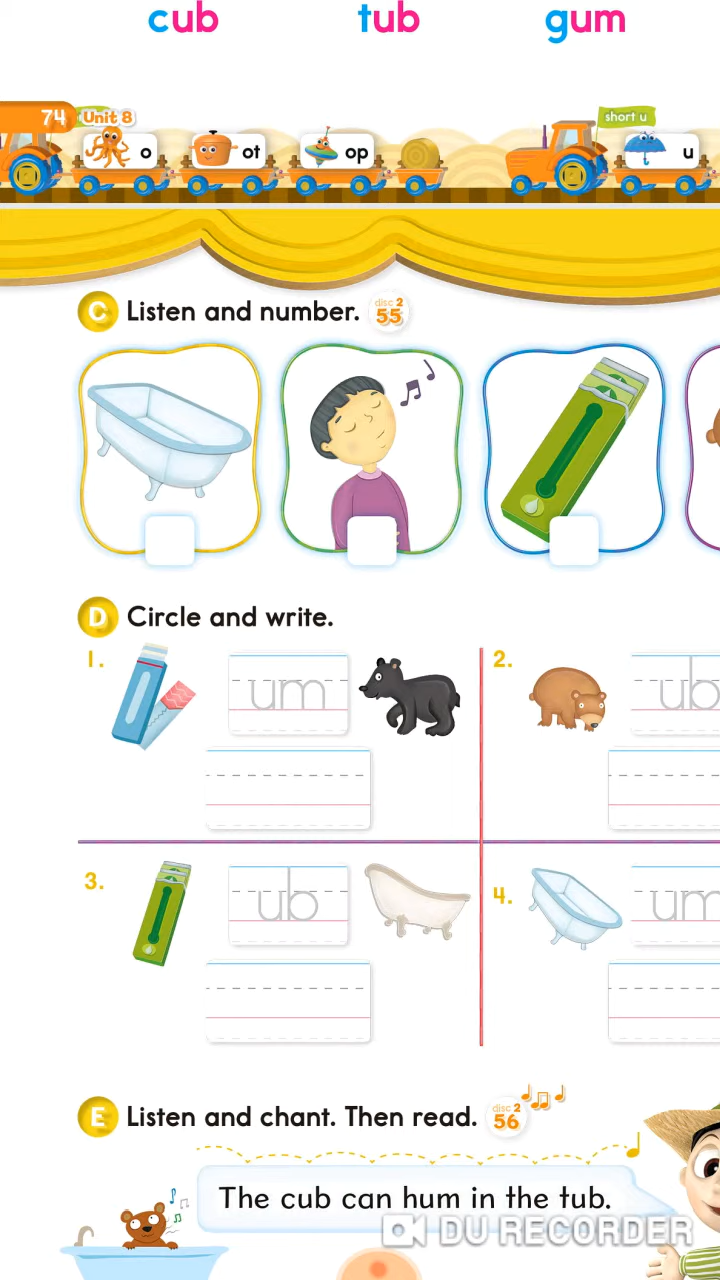 cub tub gum
74 Unit 8 short u
o ot op u
C Listen and number. disc 2 55
D Circle and write.
1. um 2. ub
3. ub 4. um
E Listen and chant. Then read. disc 2 56
The cub can hum in the tub.
DU RECORDER